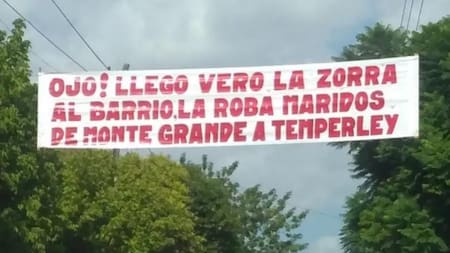 OJO! LLEGO VERO LA ZORRA
AL BARRIO, LA ROBA MARIDOS
DE MONTE GRANDE A TEMPERLEY